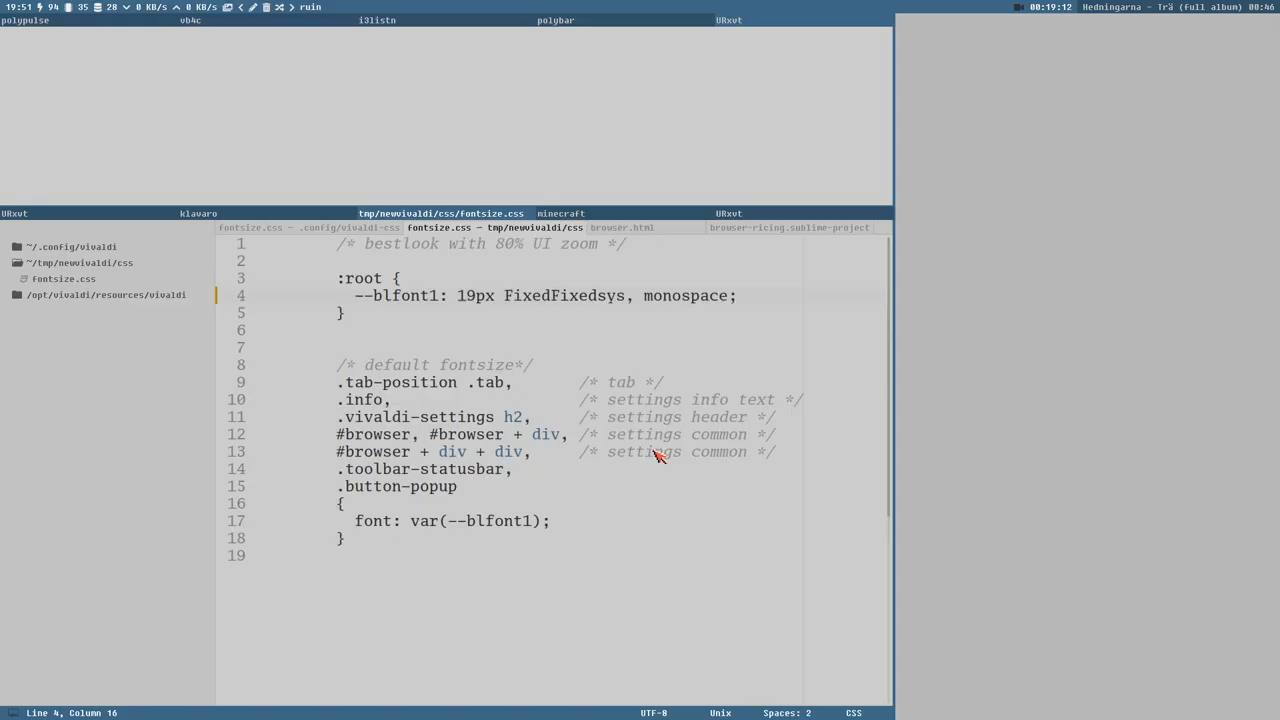 19:51 94 35 28 0 KB/s 0 KB/s ruin 00:19:12 Hedningarna - Trä (full album) 00:46
polypulse vb4c i3listn polybar URxvt
URxvt klavaro tmp/newvivaldi/css/fontsize.css minecraft URxvt
fontsize.css — .config/vivaldi-css fontsize.css — tmp/newvivaldi/css browser.html browser-ricing.sublime-project
~/.config/vivaldi
~/tmp/newvivaldi/css
fontsize.css
/opt/vivaldi/resources/vivaldi
1 /* bestlook with 80% UI zoom */
2
3 :root {
4 --blfont1: 19px FixedFixedsys, monospace;
5 }
6
7
8 /* default fontsize*/
9 .tab-position .tab, /* tab */
10 .info, /* settings info text */
11 .vivaldi-settings h2, /* settings header */
12 #browser, #browser + div, /* settings common */
13 #browser + div + div, /* settings common */
14 .toolbar-statusbar,
15 .button-popup
16 {
17 font: var(--blfont1);
18 }
19
Line 4, Column 16 UTF-8 Unix Spaces: 2 CSS